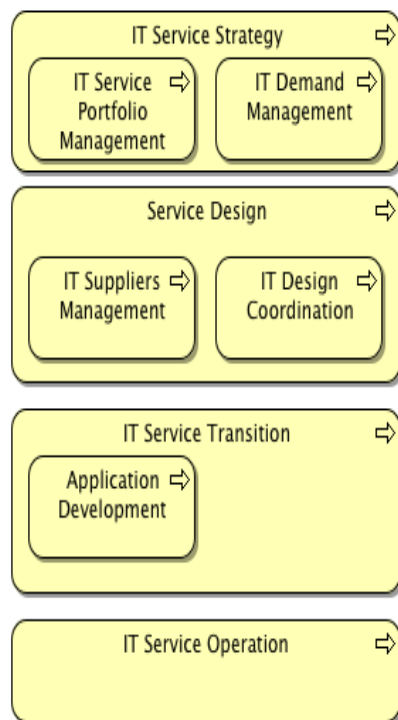 IT Service Strategy
IT Service
Portfolio
Management
IT Demand
Management
Service Design
IT Suppliers
Management
IT Design
Coordination
IT Service Transition
Application
Development
IT Service Operation